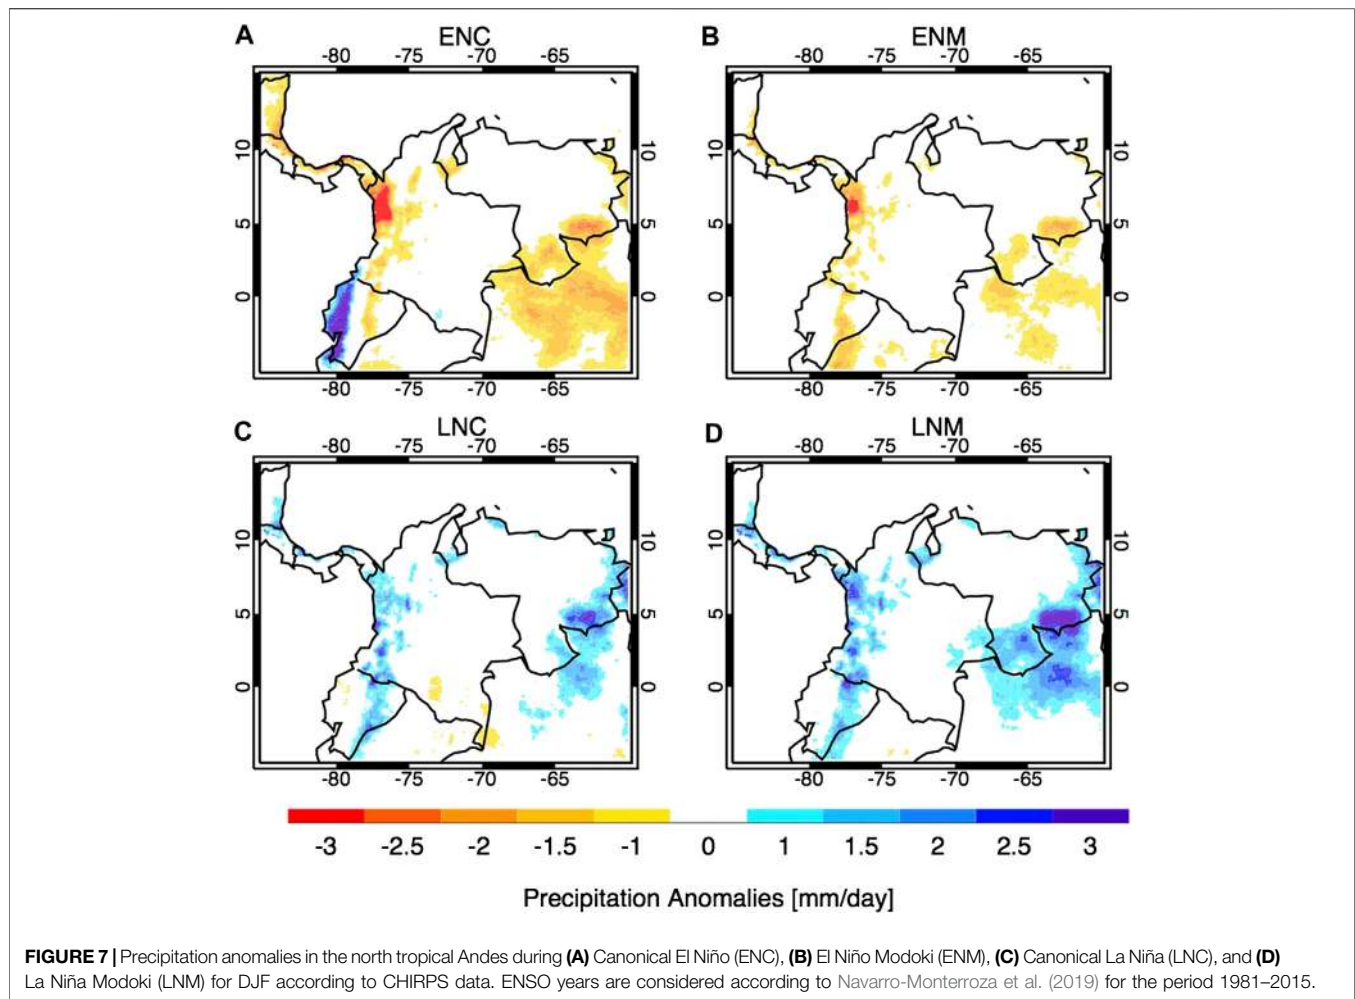 A ENC B ENM
-80 -75 -70 -65 -80 -75 -70 -65
10 10 10 10
5 5 5 5
0 0 0 0
-80 -75 -70 -65 -80 -75 -70 -65
C LNC D LNM
-80 -75 -70 -65 -80 -75 -70 -65
10 10 10 10
5 5 5 5
0 0 0 0
-80 -75 -70 -65 -80 -75 -70 -65
-3 -2.5 -2 -1.5 -1 0 1 1.5 2 2.5 3
Precipitation Anomalies [mm/day]
FIGURE 7 | Precipitation anomalies in the north tropical Andes during (A) Canonical El Niño (ENC), (B) El Niño Modoki (ENM), (C) Canonical La Niña (LNC), and (D)
La Niña Modoki (LNM) for DJF according to CHIRPS data. ENSO years are considered according to Navarro-Monterroza et al. (2019) for the period 1981–2015.